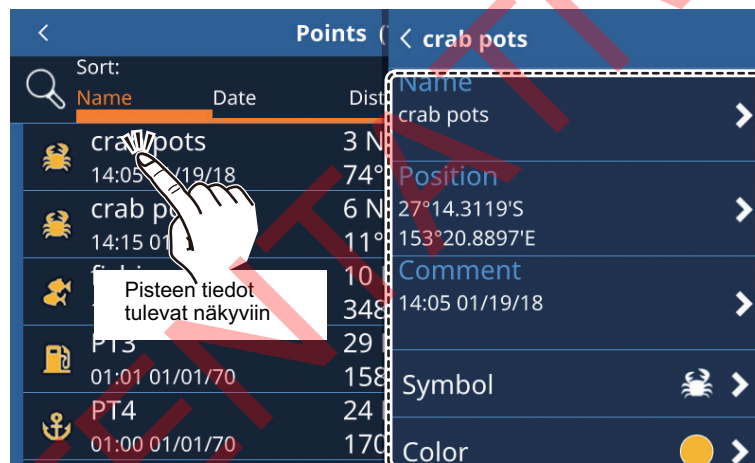 Points (
Sort:
Name Date Dist
crab pots 3 N
14:05 01/19/18 74°
crab 6 N
14:15 01 11°
10
348
PT3 29
01:01 01/01/70 158
PT4 24
01:00 01/01/70 170
Pisteen tiedot
tulevat näkyviin
crab pots
Name
crab pots
Position
27°14.3119'S
153°20.8897'E
Comment
14:05 01/19/18
Symbol
Color